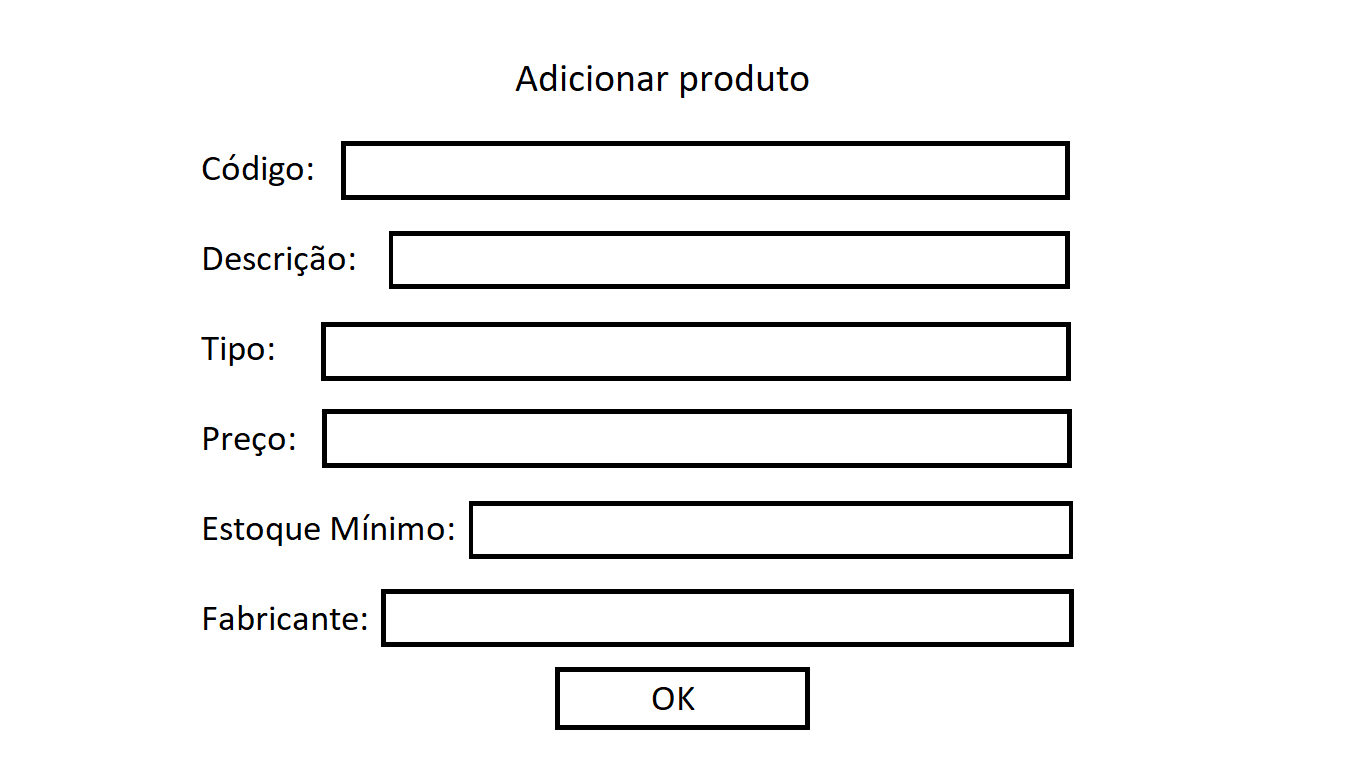 Adicionar produto
Código:
Descrição:
Tipo:
Preço:
Estoque Mínimo:
Fabricante:
OK